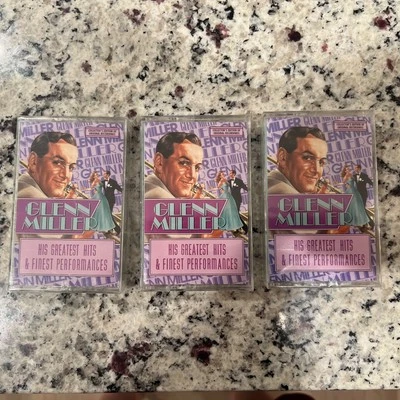 GLENN
MILLER
HIS GREATEST HITS
& FINEST PERFORMANCES
GLENN
MILLER
HIS GREATEST HITS
& FINEST PERFORMANCES
GLENN
MILLER
HIS GREATEST HITS
& FINEST PERFORMANCES